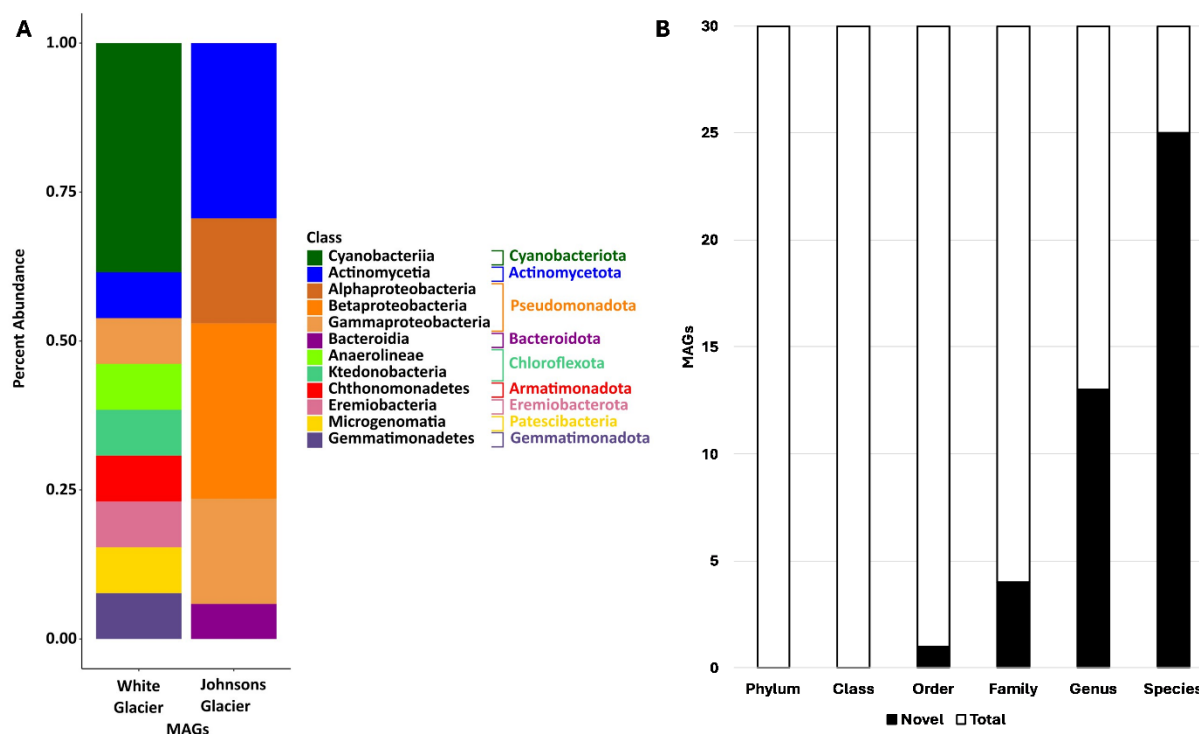 A
1.00
0.75
0.50
0.25
0.00
Percent Abundance
White
Glacier
Johnsons
Glacier
MAGs
Class
Cyanobacteriia
Cyanobacteriota
Actinomycetia
Actinomycetota
Alphaproteobacteria
Betaproteobacteria
Pseudomonadota
Gammaproteobacteria
Bacteroidia
Bacteroidota
Anaerolineae
Chloroflexota
Ktedonobacteria
Chthonomonadetes
Armatimonadota
Eremiobacteria
Eremiobacterota
Microgenomatia
Patescibacteria
Gemmatimonadetes
Gemmatimonadota
B
30
25
20
15
10
5
0
MAGs
Phylum
Class
Order
Family
Genus
Species
Novel
Total